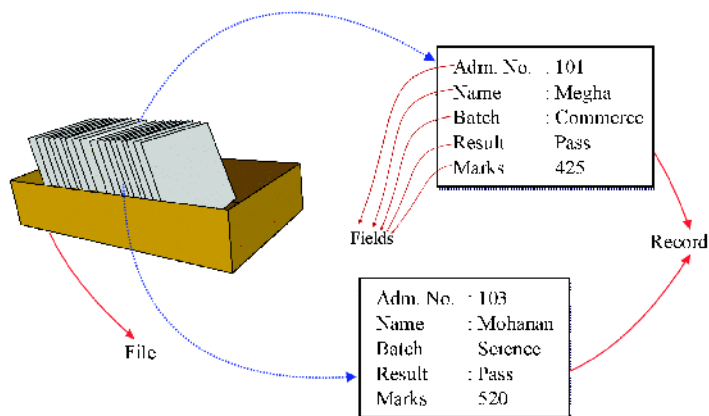 Adm. No. : 101
Name : Megha
Batch : Commerce
Result Pass
Marks 425
Fields
Record
Adm. No. : 103
Name : Mohanan
Batch Science
Result : Pass
Marks 520
File